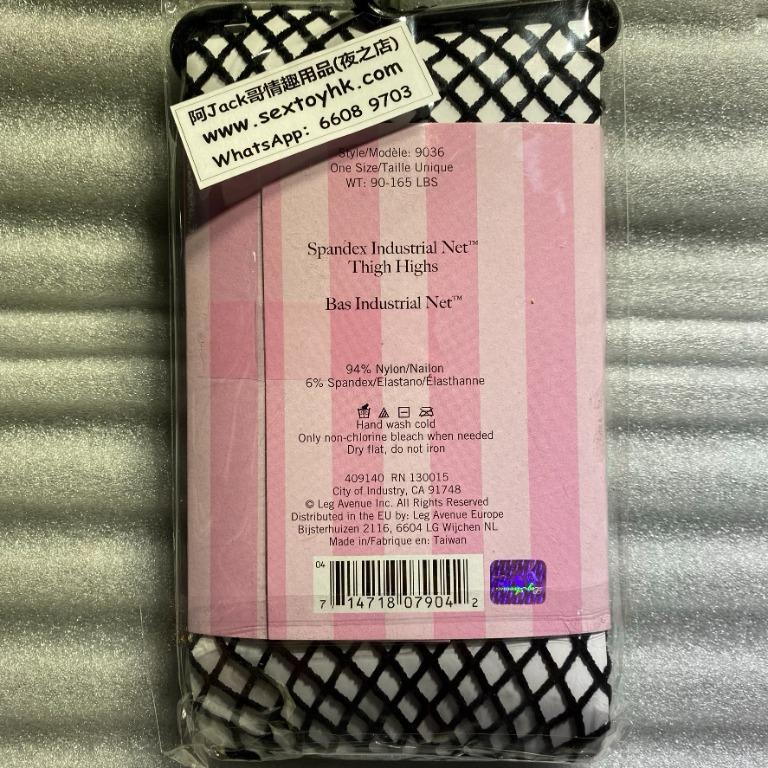 阿Jack哥情趣用品(夜之店)
www.sextoyhk.com
WhatsApp: 6608 9703
Style/Modèle: 9036
One Size/Taille Unique
WT: 90-165 LBS
Spandex Industrial Net™
Thigh Highs
Bas Industrial Net™
94% Nylon/Nailon
6% Spandex/Elastano/Élasthanne
Hand wash cold
Only non-chlorine bleach when needed
Dry flat, do not iron
409140 RN 130015
City of Industry, CA 91748
© Leg Avenue Inc. All Rights Reserved
Distributed in the EU by: Leg Avenue Europe
Bijsterhuizen 2116, 6604 LG Wijchen NL
Made in/Fabrique en: Taiwan
04
7 14718 07904 2